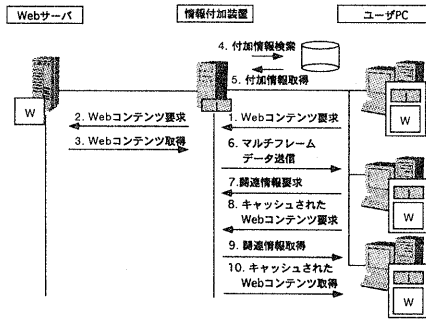 Webサーバ
情報付加装置
ユーザPC
4. 付加情報検索
5. 付加情報取得
W
W
2. Webコンテンツ要求
1. Webコンテンツ要求
3. Webコンテンツ取得
6. マルチフレーム
データ送信
7.関連情報要求
W
8. キャッシュされた
Webコンテンツ要求
9. 関連情報取得
10. キャッシュされた
Webコンテンツ取得
W